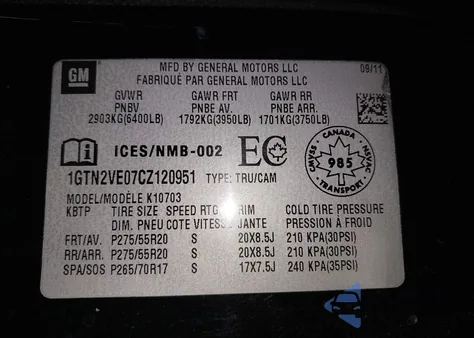 GM
MFD BY GENERAL MOTORS LLC
FABRIQUÉ PAR GENERAL MOTORS LLC
09/11
GVWR GAWR FRT GAWR RR
PNBV PNBE AV. PNBE ARR.
2903KG(6400LB) 1792KG(3950LB) 1701KG(3750LB)
ICES/NMB-002 EC
CANADA
CMVSS 985 NSVAC
TRANSPORT
1GTN2VE07CZ120951 TYPE: TRU/CAM
MODEL/MODÈLE K10703
KBTP TIRE SIZE SPEED RTG RIM COLD TIRE PRESSURE
DIM. PNEU COTE VITESSE JANTE PRESSION À FROID
FRT/AV. P275/55R20 S 20X8.5J 210 KPA(30PSI)
RR/ARR. P275/55R20 S 20X8.5J 210 KPA(30PSI)
SPA/SOS P265/70R17 S 17X7.5J 240 KPA(35PSI)